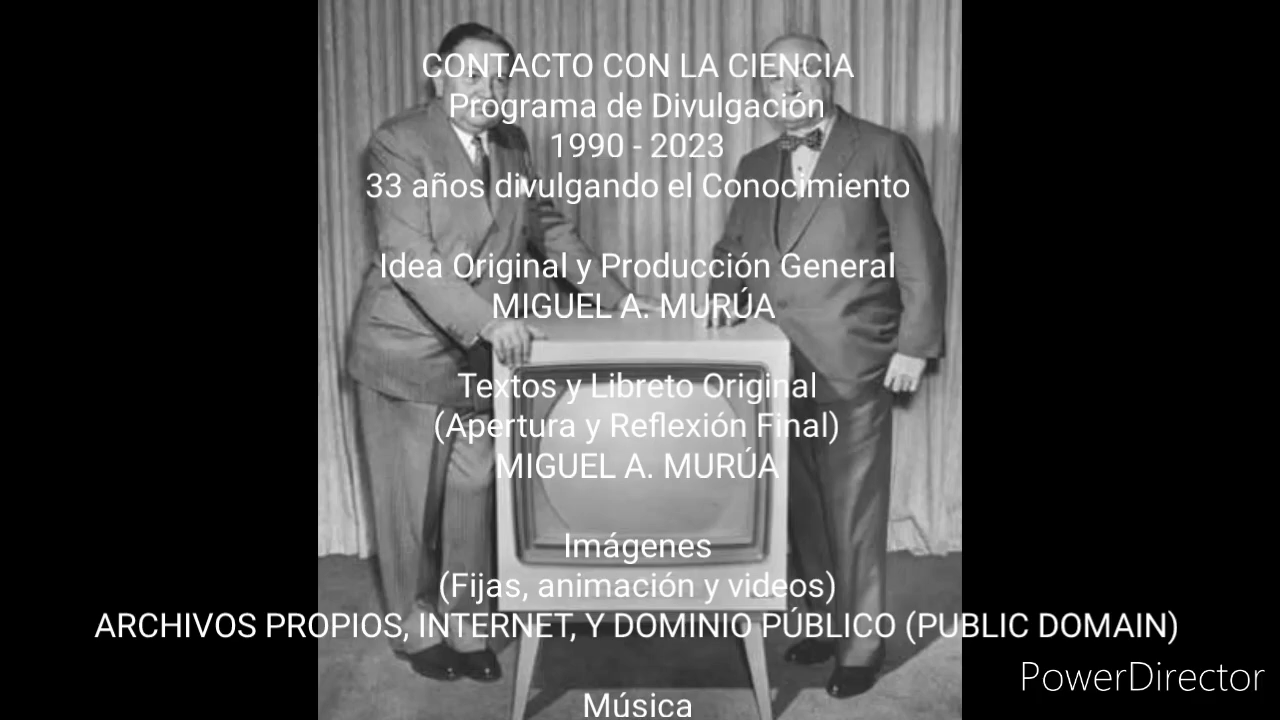 CONTACTO CON LA CIENCIA
Programa de Divulgación
1990 - 2023
33 años divulgando el Conocimiento
Idea Original y Producción General
MIGUEL A. MURÚA
Textos y Libreto Original
(Apertura y Reflexión Final)
MIGUEL A. MURÚA
Imágenes
(Fijas, animación y videos)
ARCHIVOS PROPIOS, INTERNET, Y DOMINIO PÚBLICO (PUBLIC DOMAIN)
PowerDirector
Música